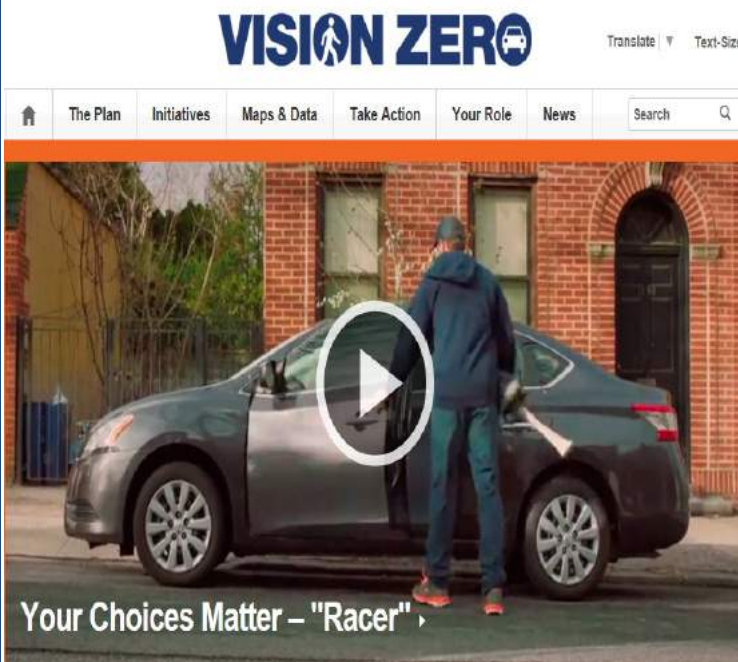 VISION ZERO
Translate | ▼ Text-Size
The Plan Initiatives Maps & Data Take Action Your Role News Search
Your Choices Matter – "Racer"